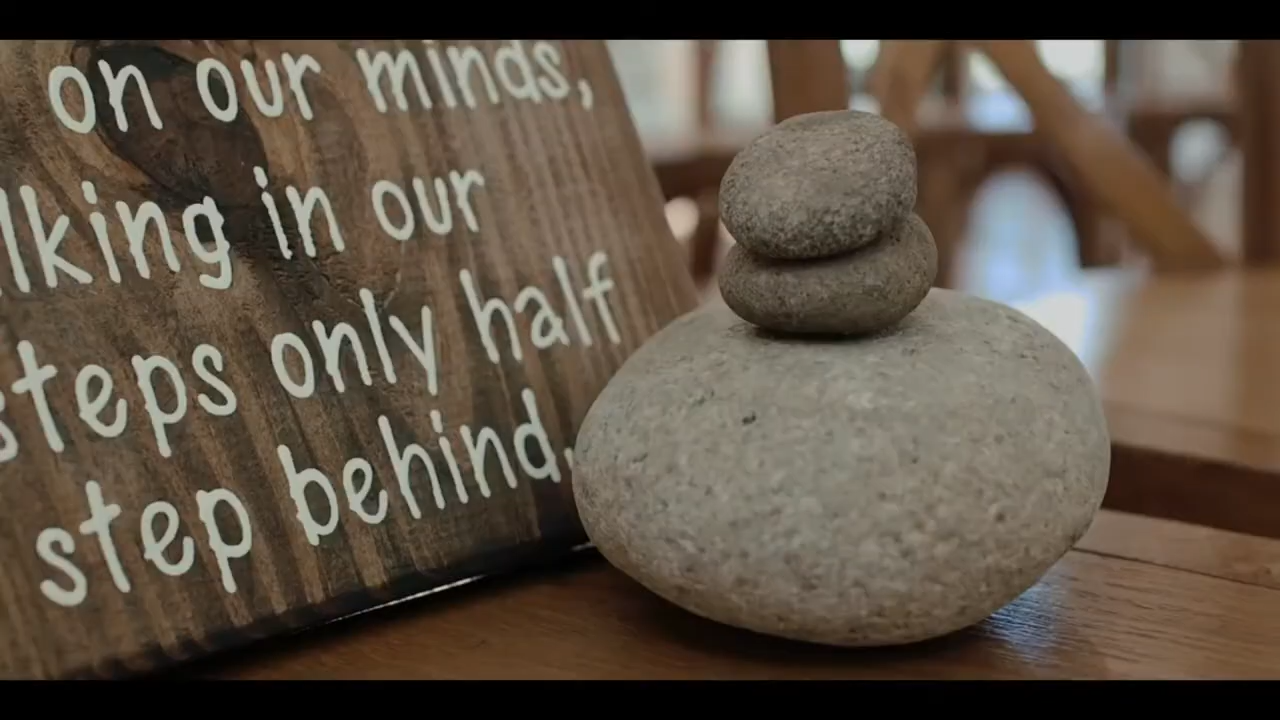 on our minds,
lking in our
steps only half
step behind.